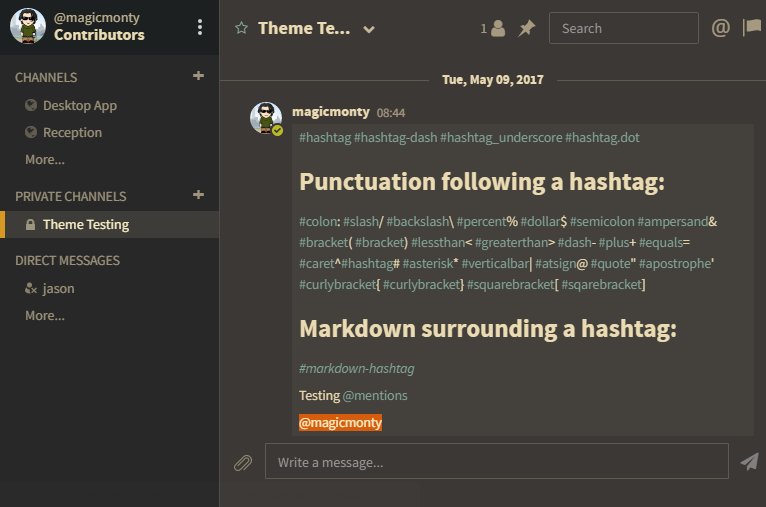 @magicmonty
Contributors
CHANNELS
Desktop App
Reception
More...
PRIVATE CHANNELS
Theme Testing
DIRECT MESSAGES
jason
More...
Theme Te...
1
Search
@
Tue, May 09, 2017
magicmonty 08:44
#hashtag #hashtag-dash #hashtag_underscore #hashtag.dot
Punctuation following a hashtag:
#colon: #slash/ #backslash\ #percent% #dollar$ #semicolon #ampersand&
#bracket( #bracket) #lessthan< #greaterthan> #dash- #plus+ #equals=
#caret^#hashtag# #asterisk* #verticalbar| #atsign@ #quote" #apostrophe'
#curlybracket{ #curlybracket} #squarebracket[ #sqarebracket]
Markdown surrounding a hashtag:
#markdown-hashtag
Testing @mentions
@magicmonty
Write a message...